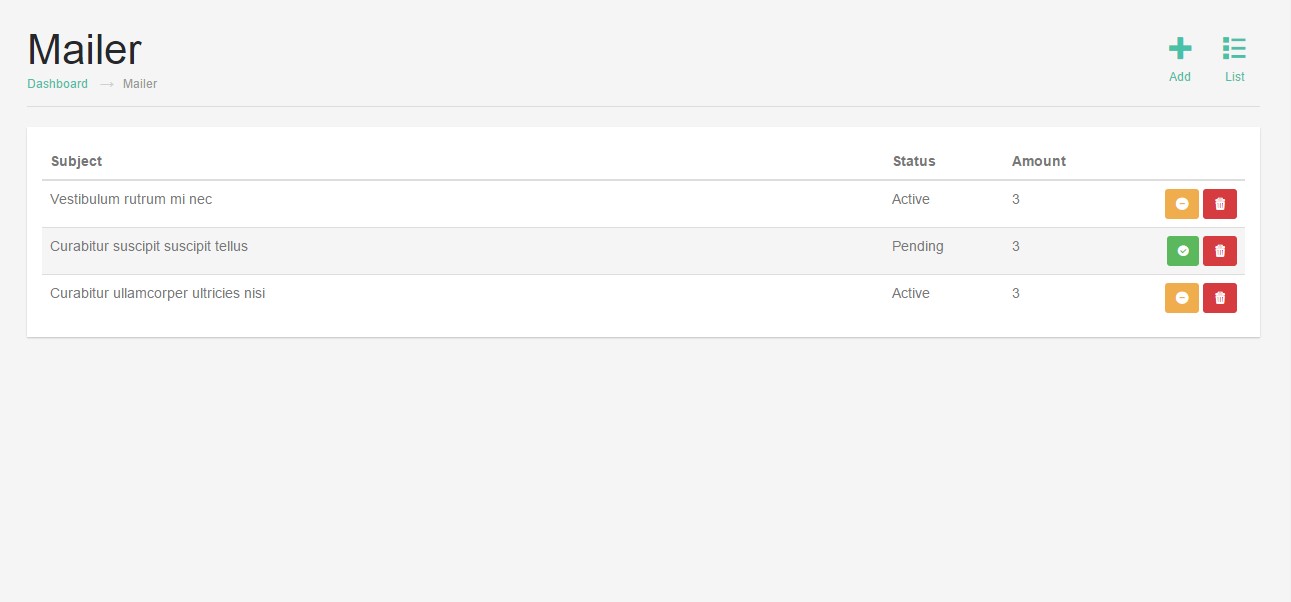 Mailer
Dashboard → Mailer
Add List
Subject Status Amount
Vestibulum rutrum mi nec Active 3
Curabitur suscipit suscipit tellus Pending 3
Curabitur ullamcorper ultricies nisi Active 3